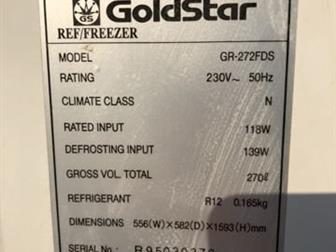 GS GoldStar
REF/FREEZER
MODEL GR-272FDS
RATING 230V~ 50Hz
CLIMATE CLASS N
RATED INPUT 118W
DEFROSTING INPUT 139W
GROSS VOL. TOTAL 270ℓ
REFRIGERANT R12 0.165kg
DIMENSIONS 556(W)×582(D)×1593(H)mm
SERIAL No: